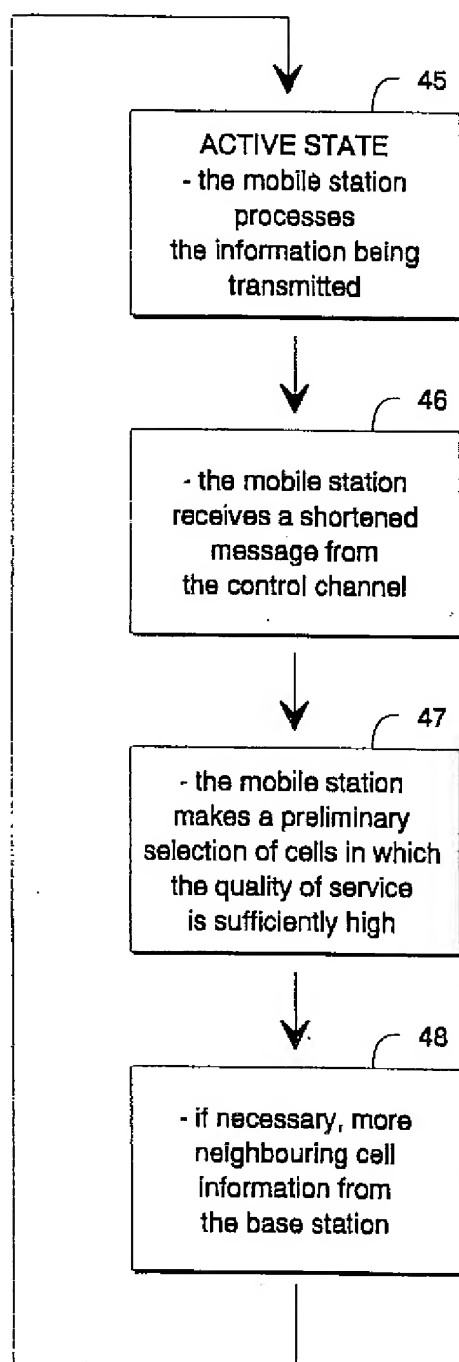 45
ACTIVE STATE
- the mobile station
processes
the information being
transmitted
46
- the mobile station
receives a shortened
message from
the control channel
47
- the mobile station
makes a preliminary
selection of cells in which
the quality of service
is sufficiently high
48
- if necessary, more
neighbouring cell
information from
the base station